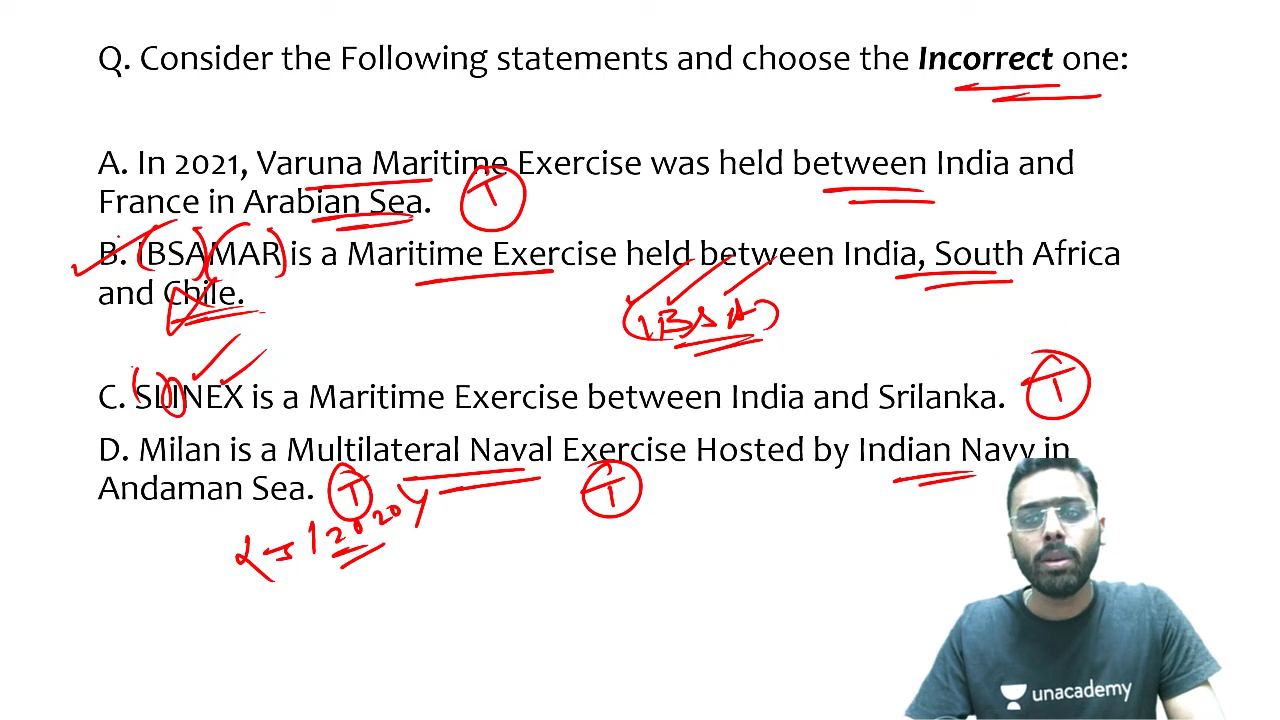 Q. Consider the Following statements and choose the Incorrect one:
A. In 2021, Varuna Maritime Exercise was held between India and
France in Arabian Sea. T
B. IBSAMAR is a Maritime Exercise held between India, South Africa
and Chile.
IBSA
C. SLINEX is a Maritime Exercise between India and Srilanka. T
D. Milan is a Multilateral Naval Exercise Hosted by Indian Navy in
Andaman Sea. T T
2020
unacademy